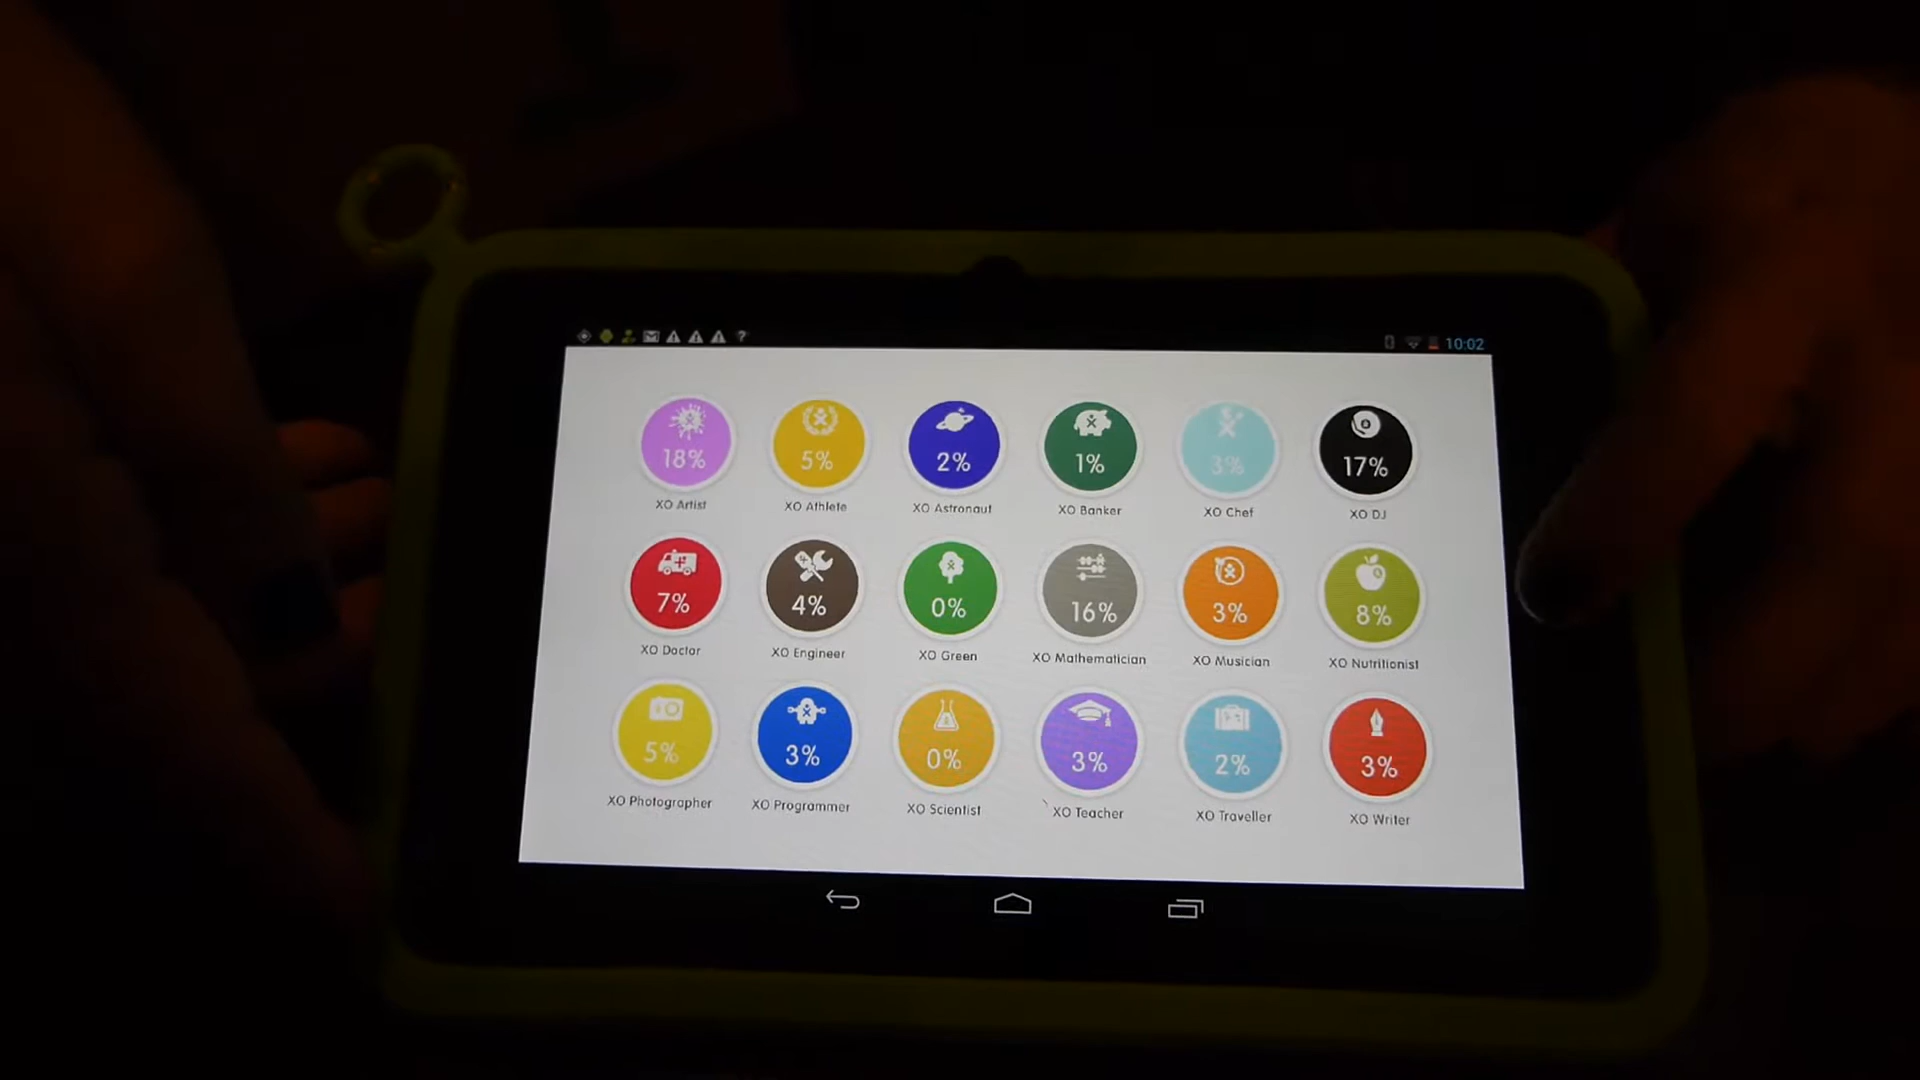 10:02
18% 5% 2% 1% 3% 17%
XO Artist XO Athlete XO Astronaut XO Banker XO Chef XO DJ
7% 4% 0% 16% 3% 8%
XO Doctor XO Engineer XO Green XO Mathematician XO Musician XO Nutritionist
5% 3% 0% 3% 2% 3%
XO Photographer XO Programmer XO Scientist XO Teacher XO Traveller XO Writer